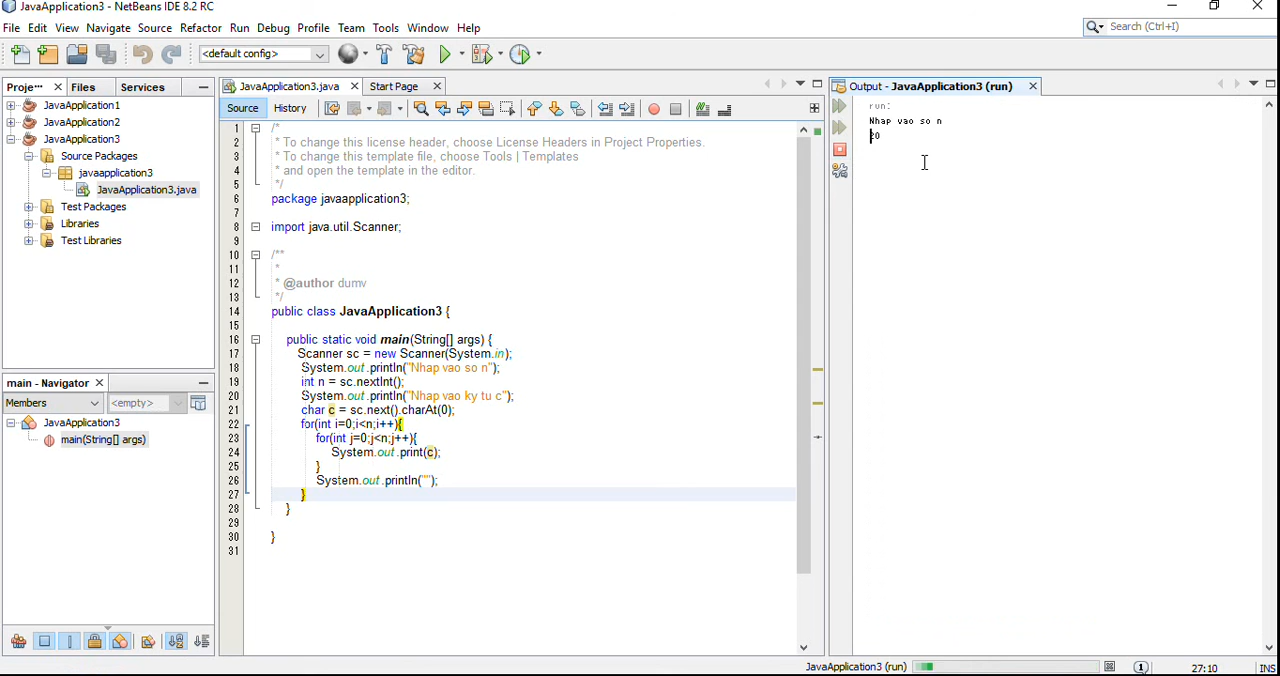 JavaApplication3 - NetBeans IDE 8.2 RC
File Edit View Navigate Source Refactor Run Debug Profile Team Tools Window Help
Search (Ctrl+I)
<default config>
Proje··· Files Services
JavaApplication1
JavaApplication2
JavaApplication3
Source Packages
javaapplication3
JavaApplication3.java
Test Packages
Libraries
Test Libraries
main - Navigator
Members <empty>
JavaApplication3
main(String[] args)
JavaApplication3.java Start Page
Source History
1 /*
2 * To change this license header, choose License Headers in Project Properties.
3 * To change this template file, choose Tools | Templates
4 * and open the template in the editor.
5 */
6 package javaapplication3;
7
8 import java.util.Scanner;
9
10 /**
11 *
12 * @author dumv
13 */
14 public class JavaApplication3 {
15
16 public static void main(String[] args) {
17 Scanner sc = new Scanner(System.in);
18 System.out.println("Nhap vao so n");
19 int n = sc.nextInt();
20 System.out.println("Nhap vao ky tu c");
21 char c = sc.next().charAt(0);
22 for(int i=0;i<n;i++){
23 for(int j=0;j<n;j++){
24 System.out.print(c);
25 }
26 System.out.println("");
27 }
28 }
29
30 }
31
Output - JavaApplication3 (run)
run:
Nhap vao so n
20
JavaApplication3 (run) 1 27:10 INS